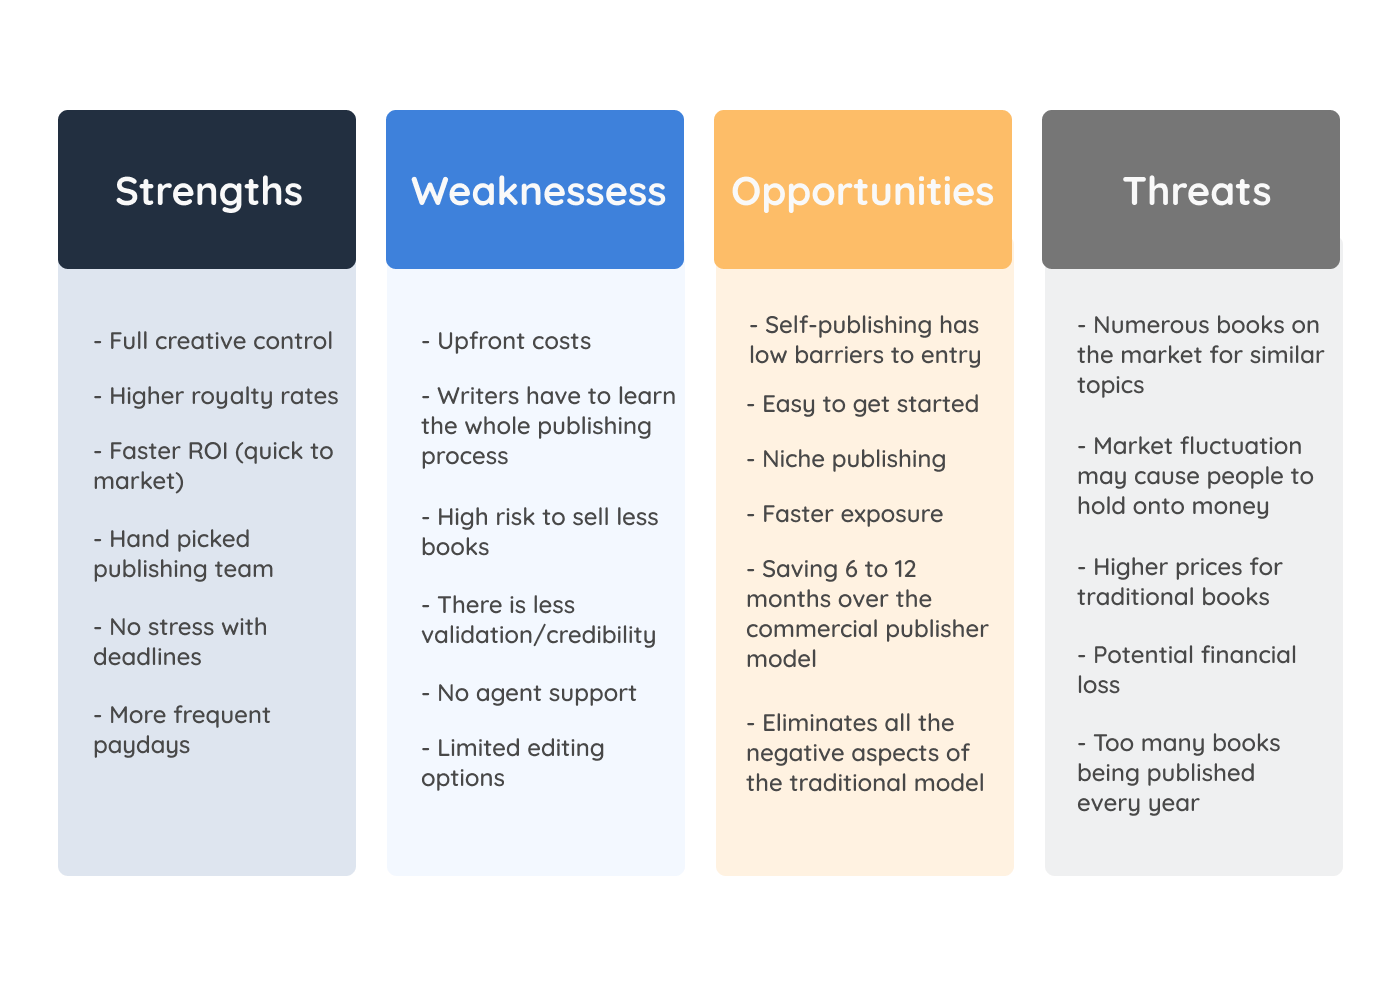 Strengths
- Full creative control
- Higher royalty rates
- Faster ROI (quick to
market)
- Hand picked
publishing team
- No stress with
deadlines
- More frequent
paydays
Weaknessess
- Upfront costs
- Writers have to learn
the whole publishing
process
- High risk to sell less
books
- There is less
validation/credibility
- No agent support
- Limited editing
options
Opportunities
- Self-publishing has
low barriers to entry
- Easy to get started
- Niche publishing
- Faster exposure
- Saving 6 to 12
months over the
commercial publisher
model
- Eliminates all the
negative aspects of
the traditional model
Threats
- Numerous books on
the market for similar
topics
- Market fluctuation
may cause people to
hold onto money
- Higher prices for
traditional books
- Potential financial
loss
- Too many books
being published
every year